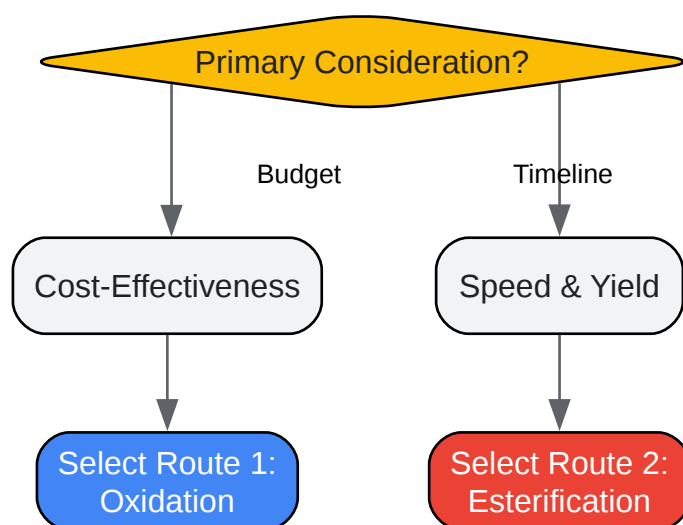 Primary Consideration?
Budget
Timeline
Cost-Effectiveness
Speed & Yield
Select Route 1:
Oxidation
Select Route 2:
Esterification